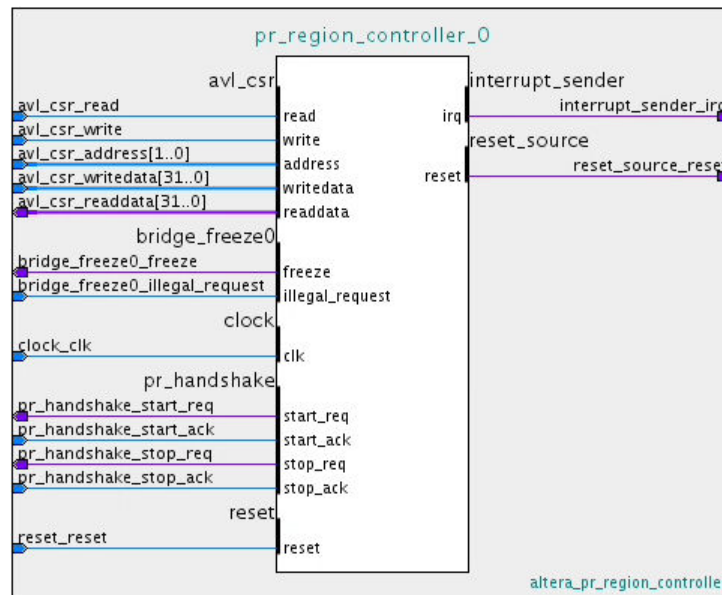 pr_region_controller_0
avl_csr
interrupt_sender
avl_csr_read
read
irq
interrupt_sender_irq
avl_csr_write
write
reset_source
avl_csr_address[1..0]
address
reset
reset_source_reset
avl_csr_writedata[31..0]
writedata
avl_csr_readdata[31..0]
readdata
bridge_freeze0
bridge_freeze0_freeze
freeze
bridge_freeze0_illegal_request
illegal_request
clock
clock_clk
clk
pr_handshake
pr_handshake_start_req
start_req
pr_handshake_start_ack
start_ack
pr_handshake_stop_req
stop_req
pr_handshake_stop_ack
stop_ack
reset
reset_reset
reset
altera_pr_region_controlle